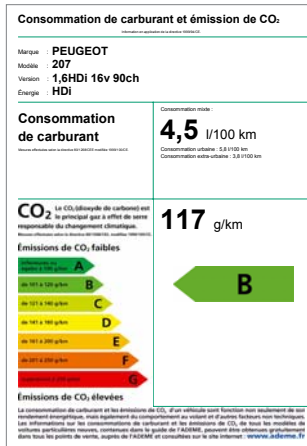 Consommation de carburant et émission de CO₂
Marque : PEUGEOT
Modèle : 207
Version : 1,6HDi 16v 90ch
Énergie : HDi
Consommation
de carburant
Consommation mixte :
4,5 l/100 km
Consommation urbaine : 5,8 l/100 km
Consommation extra-urbaine : 3,8 l/100 km
CO₂ Le CO₂(dioxyde de carbone) est
le principal gaz à effet de serre
responsable du changement climatique.
117 g/km
Émissions de CO₂ faibles
A
de 101 à 120 g/km B
de 121 à 140 g/km C
de 141 à 160 g/km D
de 161 à 200 g/km E
de 201 à 250 g/km F
G
B
Émissions de CO₂ élevées
La consommation de carburant et les émissions de CO₂ d'un véhicule sont fonction non seulement de son
rendement énergétique, mais également du comportement au volant et d'autres facteurs non techniques.
Les informations sur les consommations de carburant et les émissions de CO₂ de tous les modèles de
voitures particulières neuves, contenues dans le guide de l'ADEME, peuvent être obtenues gratuitement
dans tous les points de vente, auprès de l'ADEME et consultées sur le site internet : www.ademe.fr